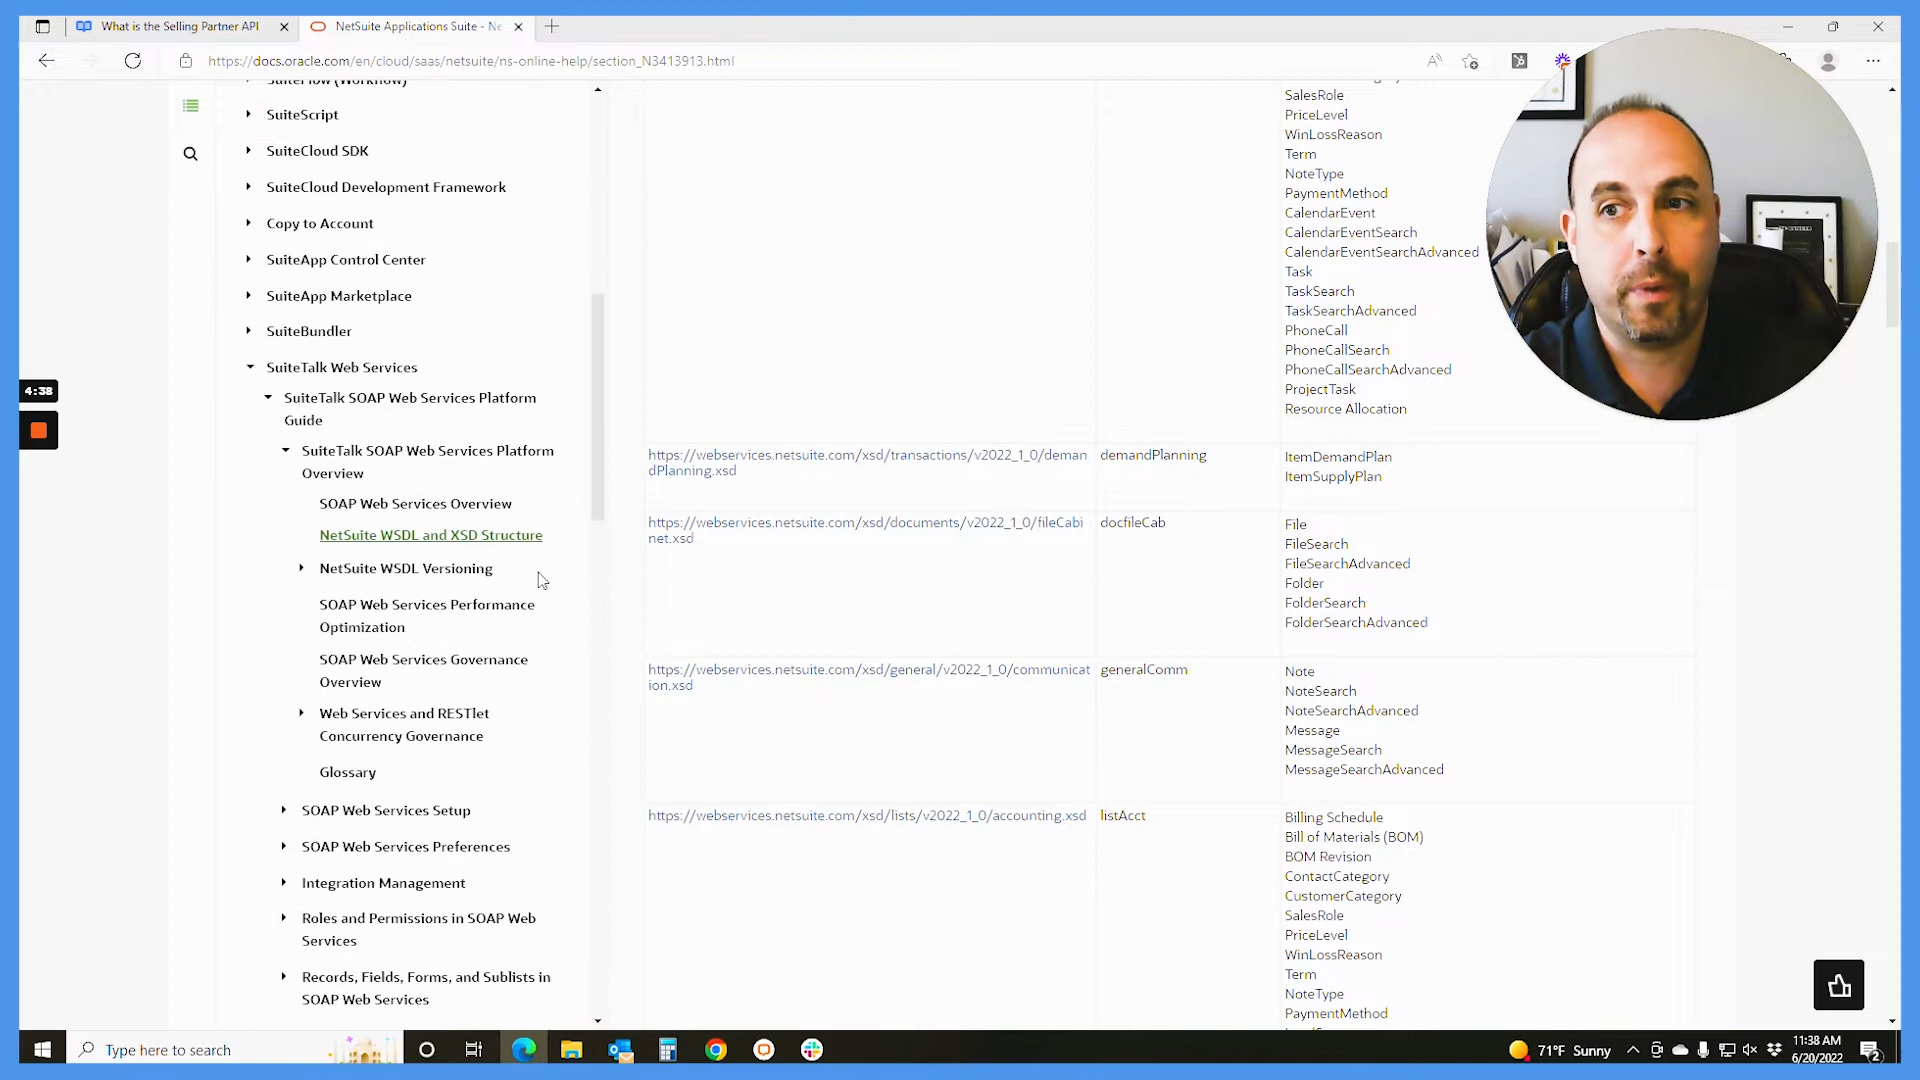 What is the Selling Partner API
NetSuite Applications Suite - Ne
https://docs.oracle.com/en/cloud/saas/netsuite/ns-online-help/section_N3413913.html
SuiteFlow (Workflow)
SuiteScript
SuiteCloud SDK
SuiteCloud Development Framework
Copy to Account
SuiteApp Control Center
SuiteApp Marketplace
SuiteBundler
SuiteTalk Web Services
SuiteTalk SOAP Web Services Platform
Guide
SuiteTalk SOAP Web Services Platform
Overview
SOAP Web Services Overview
NetSuite WSDL and XSD Structure
NetSuite WSDL Versioning
SOAP Web Services Performance
Optimization
SOAP Web Services Governance
Overview
Web Services and RESTlet
Concurrency Governance
Glossary
SOAP Web Services Setup
SOAP Web Services Preferences
Integration Management
Roles and Permissions in SOAP Web
Services
Records, Fields, Forms, and Sublists in
SOAP Web Services
4:38
SalesRole
PriceLevel
WinLossReason
Term
NoteType
PaymentMethod
CalendarEvent
CalendarEventSearch
CalendarEventSearchAdvanced
Task
TaskSearch
TaskSearchAdvanced
PhoneCall
PhoneCallSearch
PhoneCallSearchAdvanced
ProjectTask
Resource Allocation
https://webservices.netsuite.com/xsd/transactions/v2022_1_0/deman
dPlanning.xsd
demandPlanning
ItemDemandPlan
ItemSupplyPlan
https://webservices.netsuite.com/xsd/documents/v2022_1_0/fileCabi
net.xsd
docfileCab
File
FileSearch
FileSearchAdvanced
Folder
FolderSearch
FolderSearchAdvanced
https://webservices.netsuite.com/xsd/general/v2022_1_0/communicat
ion.xsd
generalComm
Note
NoteSearch
NoteSearchAdvanced
Message
MessageSearch
MessageSearchAdvanced
https://webservices.netsuite.com/xsd/lists/v2022_1_0/accounting.xsd
listAcct
Billing Schedule
Bill of Materials (BOM)
BOM Revision
ContactCategory
CustomerCategory
SalesRole
PriceLevel
WinLossReason
Term
NoteType
PaymentMethod
Type here to search
71°F Sunny
11:38 AM
6/20/2022
2